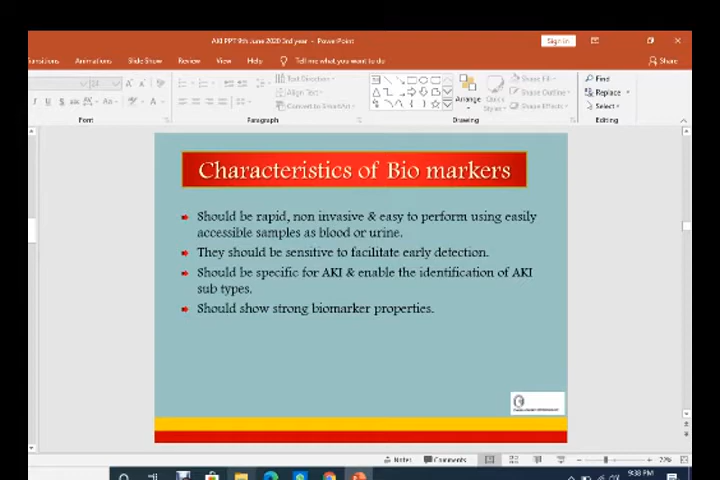 AKI PPT 9th June 2020 3rd year - PowerPoint
Sign in
Transitions Animations Slide Show Review View Help Tell me what you want to do
Share
Text Direction
Align Text
Convert to SmartArt
Arrange
Quick Styles
Shape Fill
Shape Outline
Shape Effects
Find
Replace
Select
Font Paragraph Drawing Editing
Characteristics of Bio markers
Should be rapid, non invasive & easy to perform using easily
accessible samples as blood or urine.
They should be sensitive to facilitate early detection.
Should be specific for AKI & enable the identification of AKI
sub types.
Should show strong biomarker properties.
Notes Comments
9:38 PM